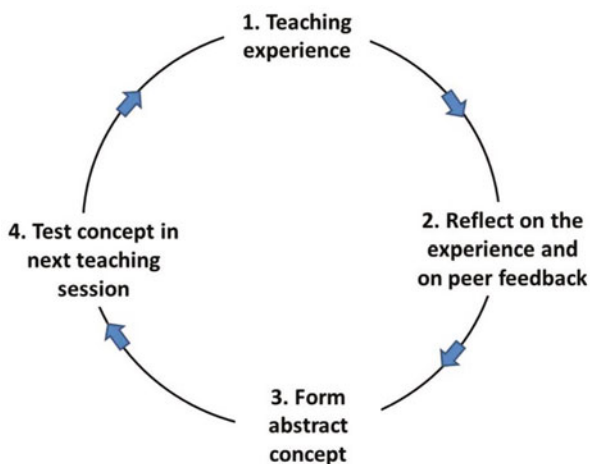 1. Teaching
experience
2. Reflect on the
experience and
on peer feedback
3. Form
abstract
concept
4. Test concept in
next teaching
session